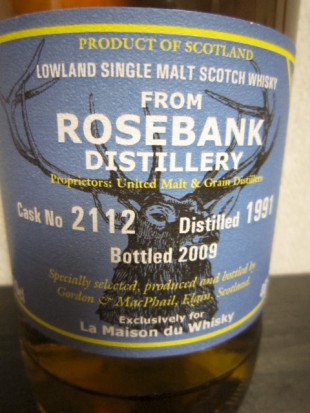 PRODUCT OF SCOTLAND
LOWLAND SINGLE MALT SCOTCH WHISKY
FROM
ROSEBANK
DISTILLERY
Proprietors: United Malt & Grain Distillers
Cask No 2112 Distilled 1991
Bottled 2009
Specially selected, produced and bottled by
Gordon & MacPhail, Elgin, Scotland.
Exclusively for
La Maison du Whisky